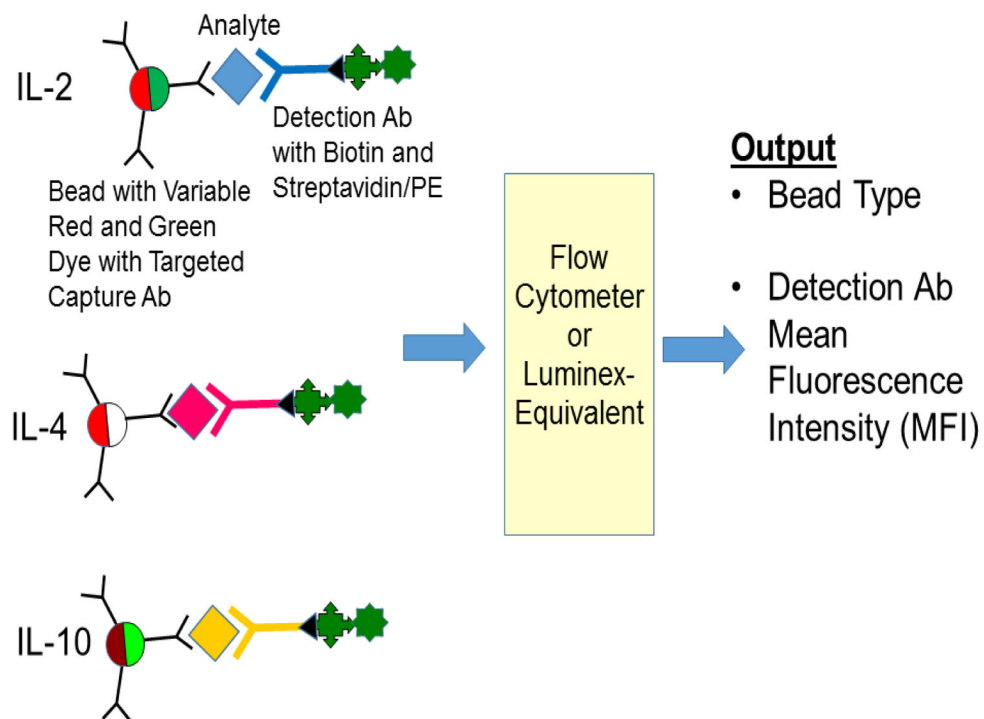 Analyte
IL-2
Detection Ab
with Biotin and
Streptavidin/PE
Bead with Variable
Red and Green
Dye with Targeted
Capture Ab
IL-4
IL-10
Flow
Cytometer
or
Luminex-
Equivalent
Output
• Bead Type
• Detection Ab
Mean
Fluorescence
Intensity (MFI)